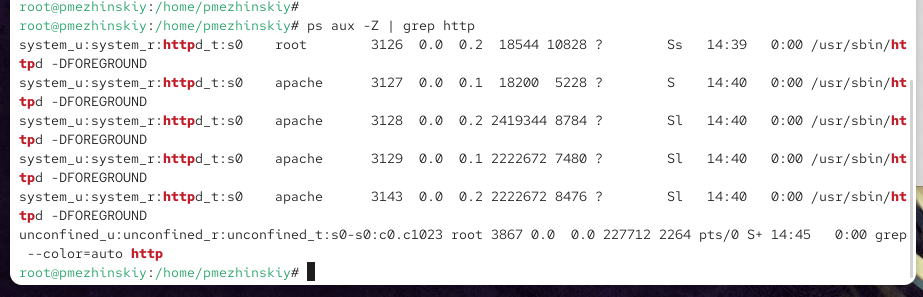 root@pmezhinskiy:/home/pmezhinskiy#
root@pmezhinskiy:/home/pmezhinskiy# ps aux -Z | grep http
system_u:system_r:httpd_t:s0    root        3126  0.0  0.2  18544 10828 ?        Ss   14:39   0:00 /usr/sbin/ht
tpd -DFOREGROUND
system_u:system_r:httpd_t:s0    apache      3127  0.0  0.1  18200  5228 ?        S    14:40   0:00 /usr/sbin/ht
tpd -DFOREGROUND
system_u:system_r:httpd_t:s0    apache      3128  0.0  0.2 2419344 8784 ?        Sl   14:40   0:00 /usr/sbin/ht
tpd -DFOREGROUND
system_u:system_r:httpd_t:s0    apache      3129  0.0  0.1 2222672 7480 ?        Sl   14:40   0:00 /usr/sbin/ht
tpd -DFOREGROUND
system_u:system_r:httpd_t:s0    apache      3143  0.0  0.2 2222672 8476 ?        Sl   14:40   0:00 /usr/sbin/ht
tpd -DFOREGROUND
unconfined_u:unconfined_r:unconfined_t:s0-s0:c0.c1023 root 3867 0.0  0.0 227712 2264 pts/0 S+ 14:45   0:00 grep
 --color=auto http
root@pmezhinskiy:/home/pmezhinskiy#